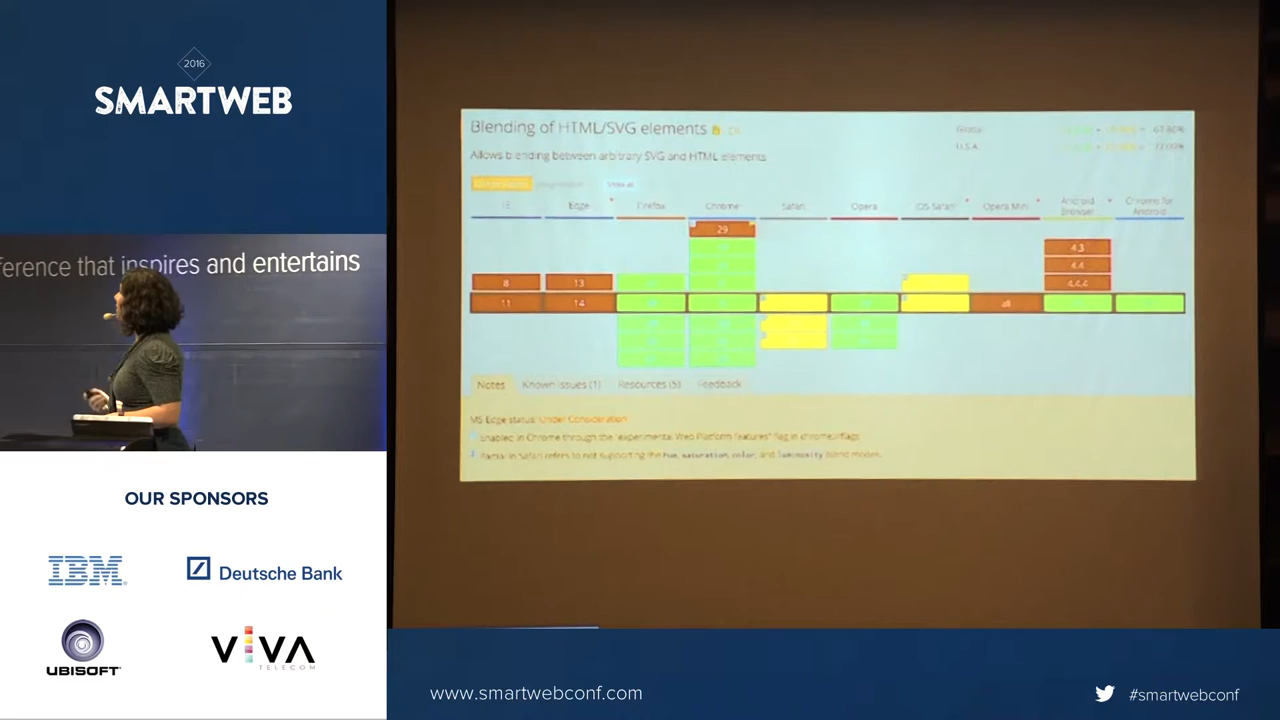 2016
SMARTWEB
ference that inspires and entertains
OUR SPONSORS
IBM
Deutsche Bank
UBISOFT
VIVA
TELECOM
Blending of HTML/SVG elements
Global
U.S.A.
Allows blending between arbitrary SVG and HTML elements
IE Edge Firefox Chrome Safari Opera iOS Safari Opera Mini Android Browser Chrome for Android
29
4.3
4.4
8 13 4.4.4
11 14 all
Notes Known issues (1) Resources (5) Feedback
MS Edge status: Under Consideration
Enabled in Chrome through the "experimental Web Platform features" flag in chrome://flags
Partial in Safari refers to not supporting the hue, saturation, color, and luminosity blend modes.
www.smartwebconf.com
#smartwebconf